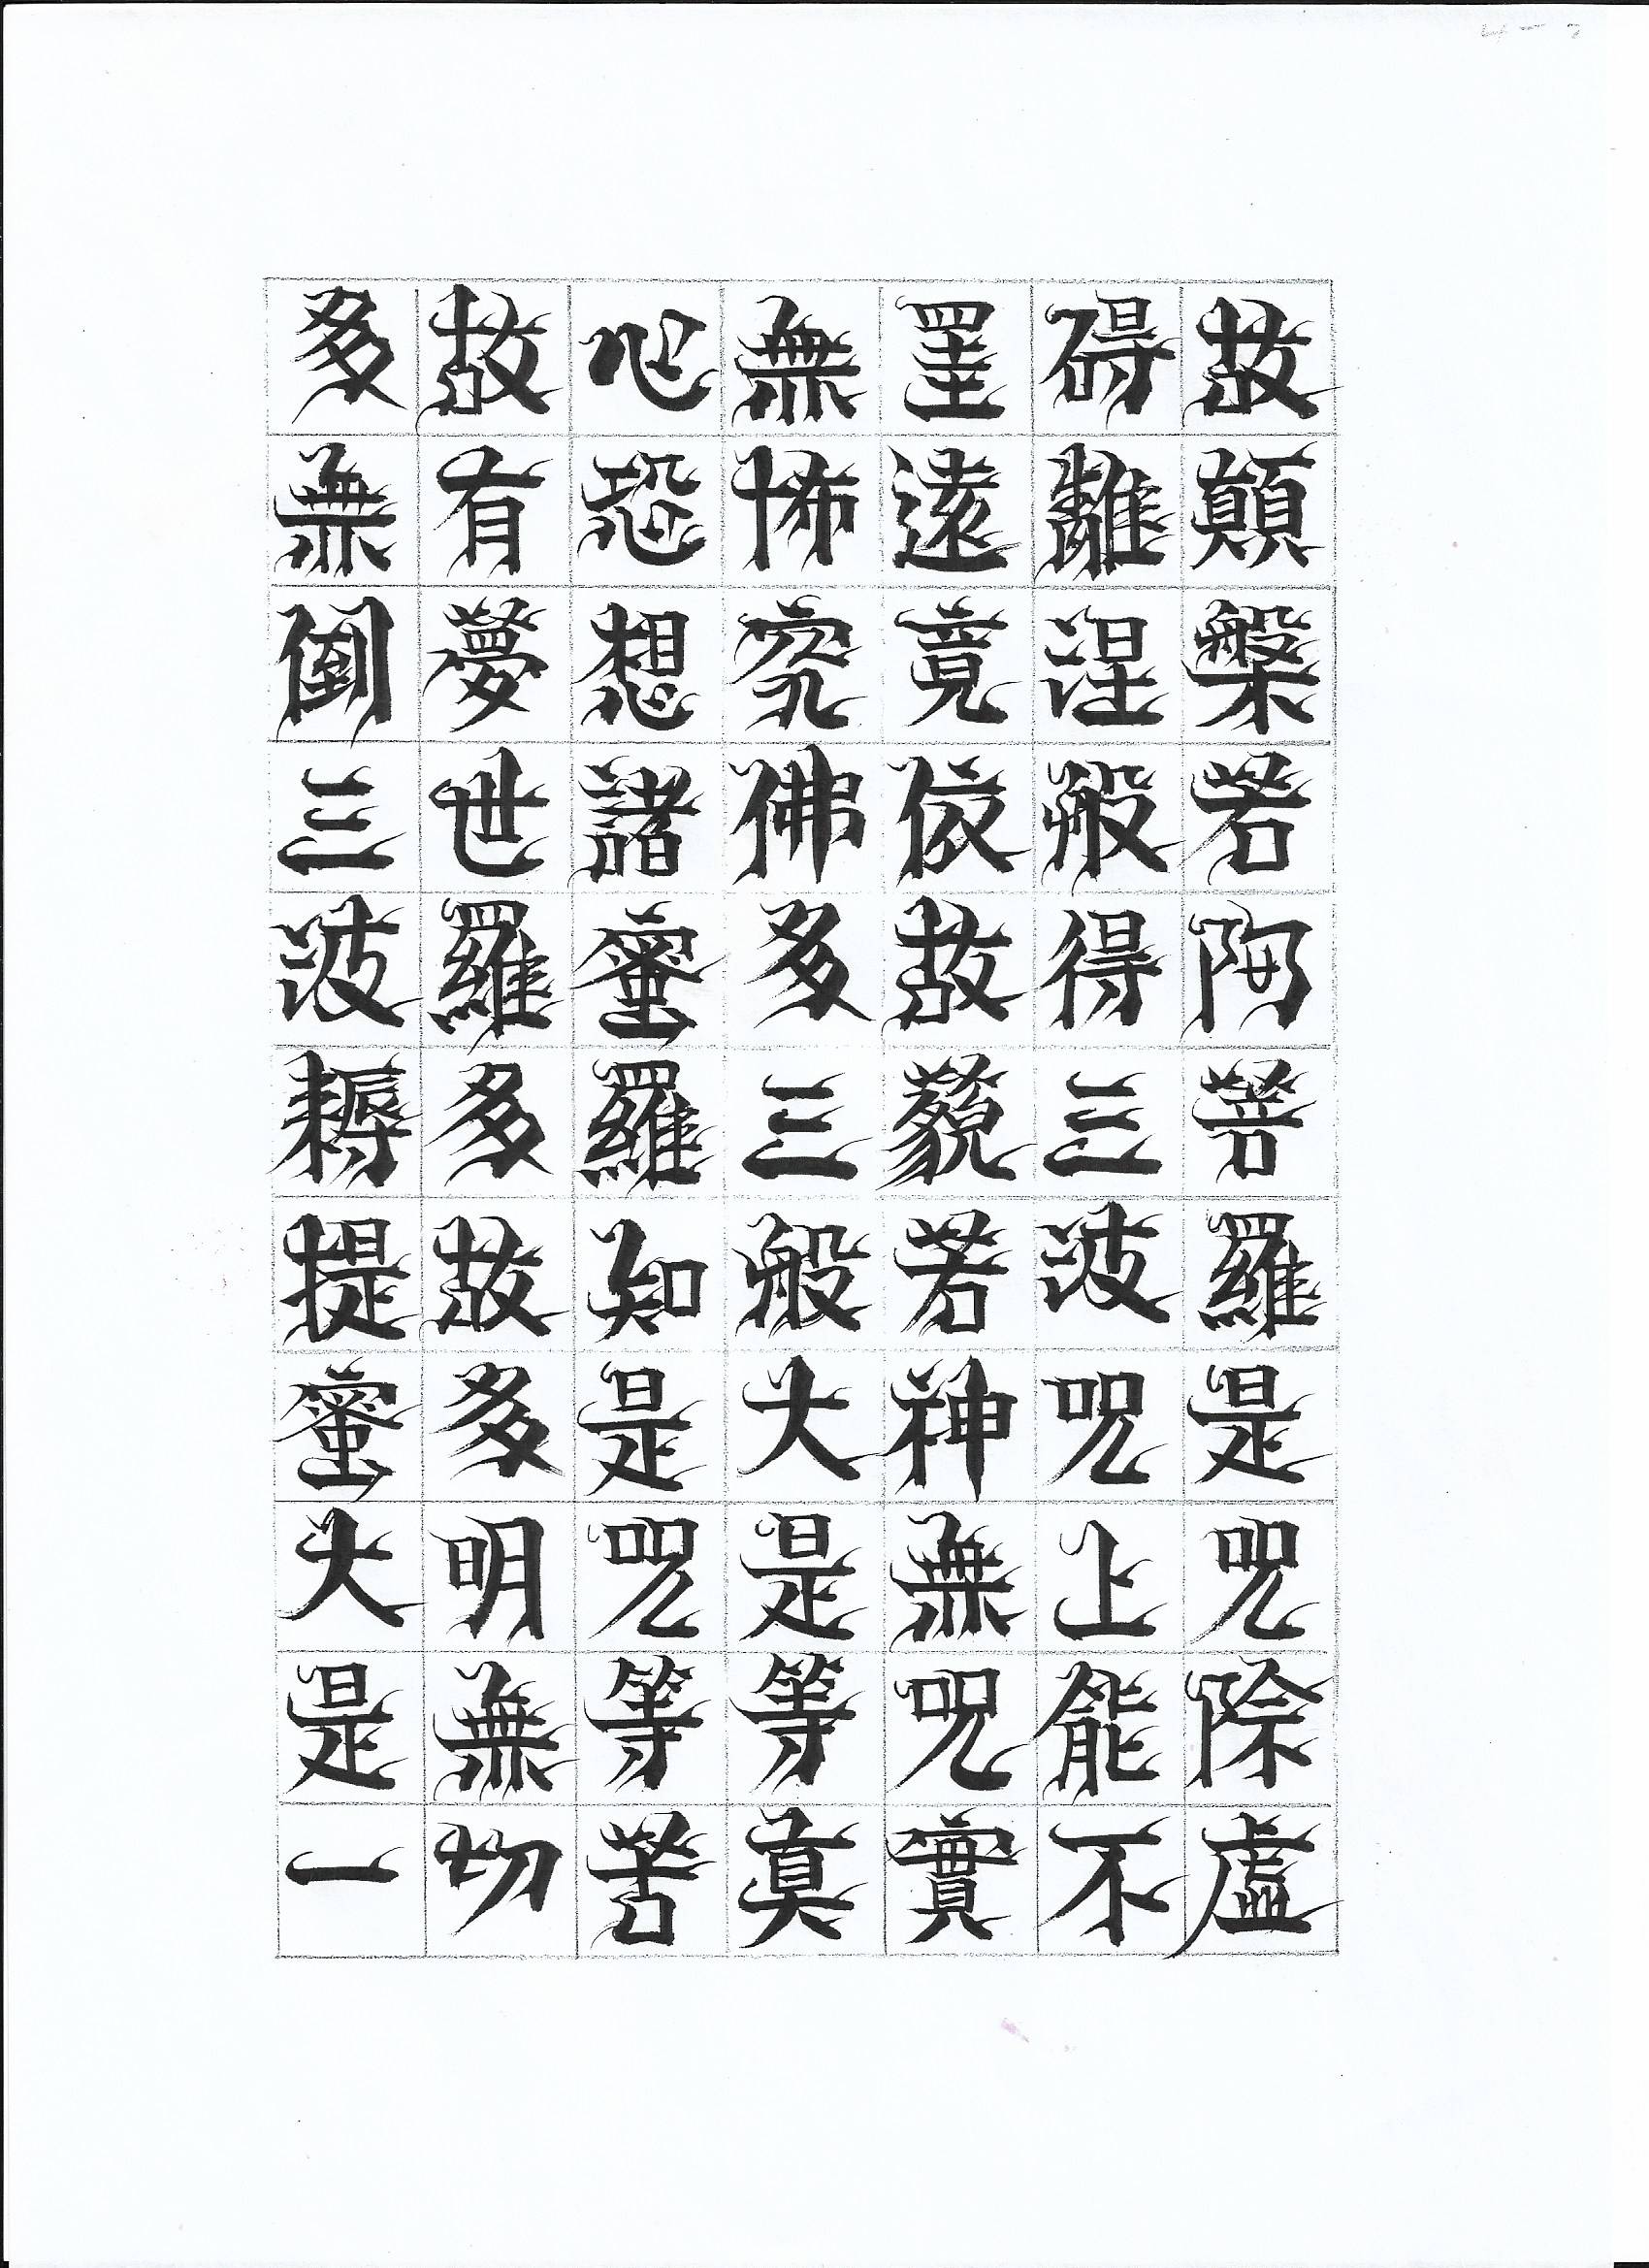 多故心無罣碍故
無有恐怖遠離顛
倒夢想究竟涅槃
三世諸佛依般若
波羅蜜多故得阿
耨多羅三藐三菩
提故知般若波羅
蜜多是大神呪是
大明呪是無上呪
是無等等呪能除
一切苦眞實不虛